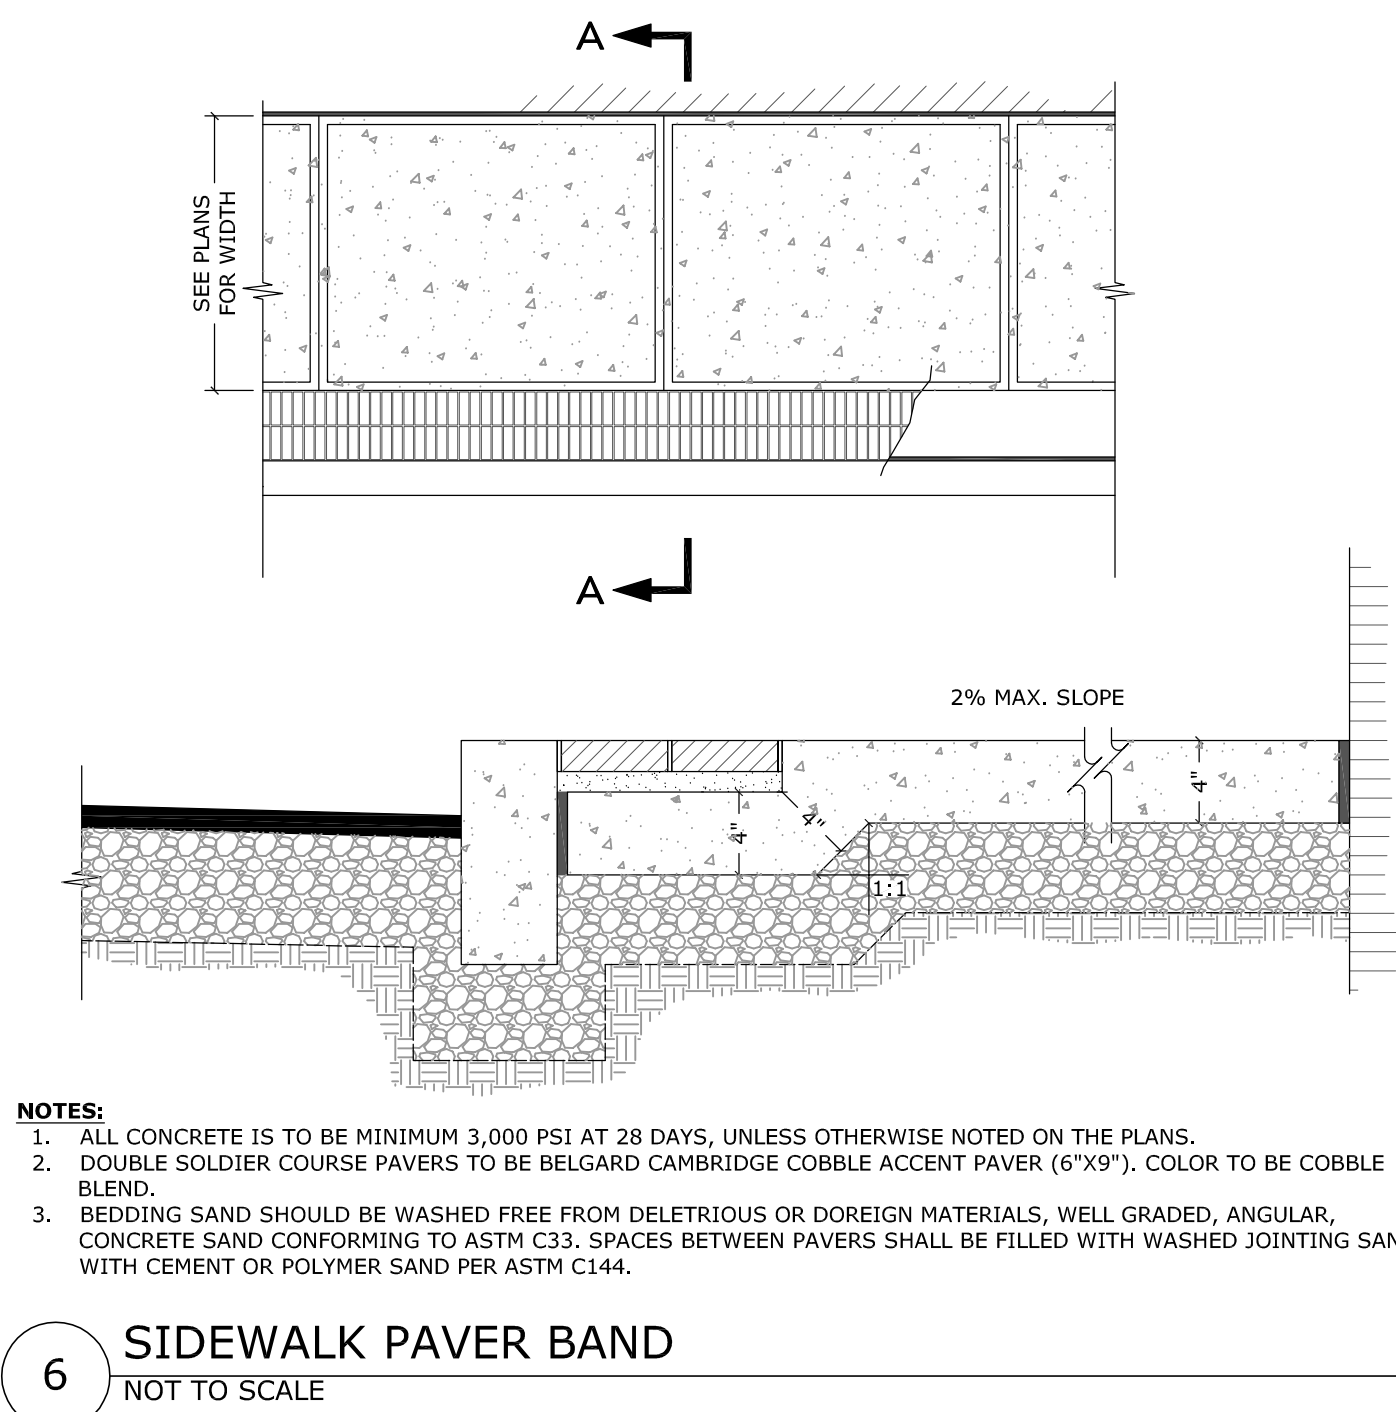 A
SEE PLANS
FOR WIDTH
A
2% MAX. SLOPE
4"
4"
4"
1:1
NOTES:
1. ALL CONCRETE IS TO BE MINIMUM 3,000 PSI AT 28 DAYS, UNLESS OTHERWISE NOTED ON THE PLANS.
2. DOUBLE SOLDIER COURSE PAVERS TO BE BELGARD CAMBRIDGE COBBLE ACCENT PAVER (6"X9"). COLOR TO BE COBBLE
BLEND.
3. BEDDING SAND SHOULD BE WASHED FREE FROM DELETRIOUS OR DOREIGN MATERIALS, WELL GRADED, ANGULAR,
CONCRETE SAND CONFORMING TO ASTM C33. SPACES BETWEEN PAVERS SHALL BE FILLED WITH WASHED JOINTING SAN
WITH CEMENT OR POLYMER SAND PER ASTM C144.
6
SIDEWALK PAVER BAND
NOT TO SCALE